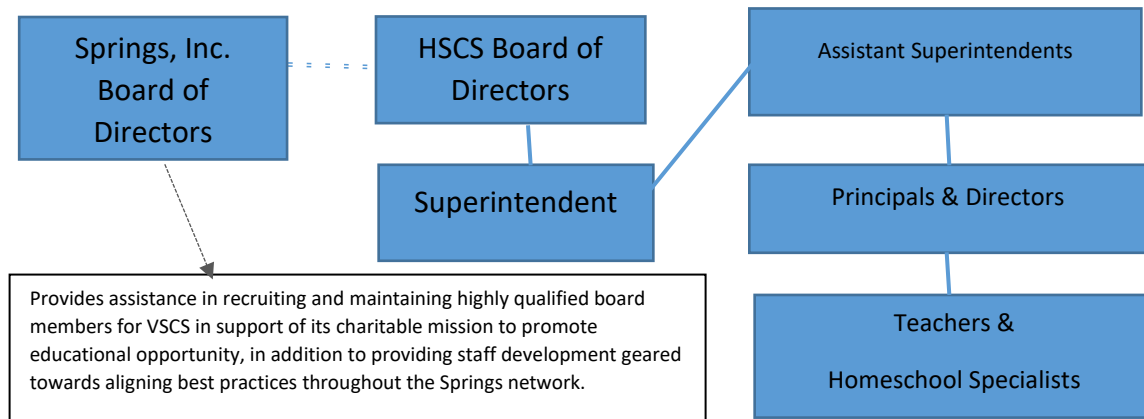 Springs, Inc.
Board of
Directors
HSCS Board of
Directors
Assistant Superintendents
Superintendent
Principals & Directors
Provides assistance in recruiting and maintaining highly qualified board
members for VSCS in support of its charitable mission to promote
educational opportunity, in addition to providing staff development geared
towards aligning best practices throughout the Springs network.
Teachers &
Homeschool Specialists